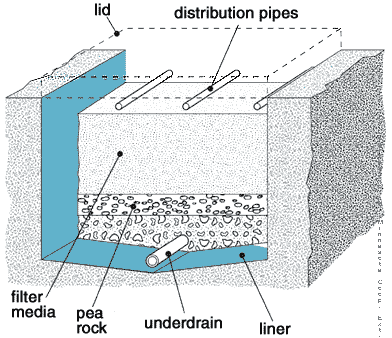 lid
distribution pipes
filter
media
pea
rock
underdrain
liner